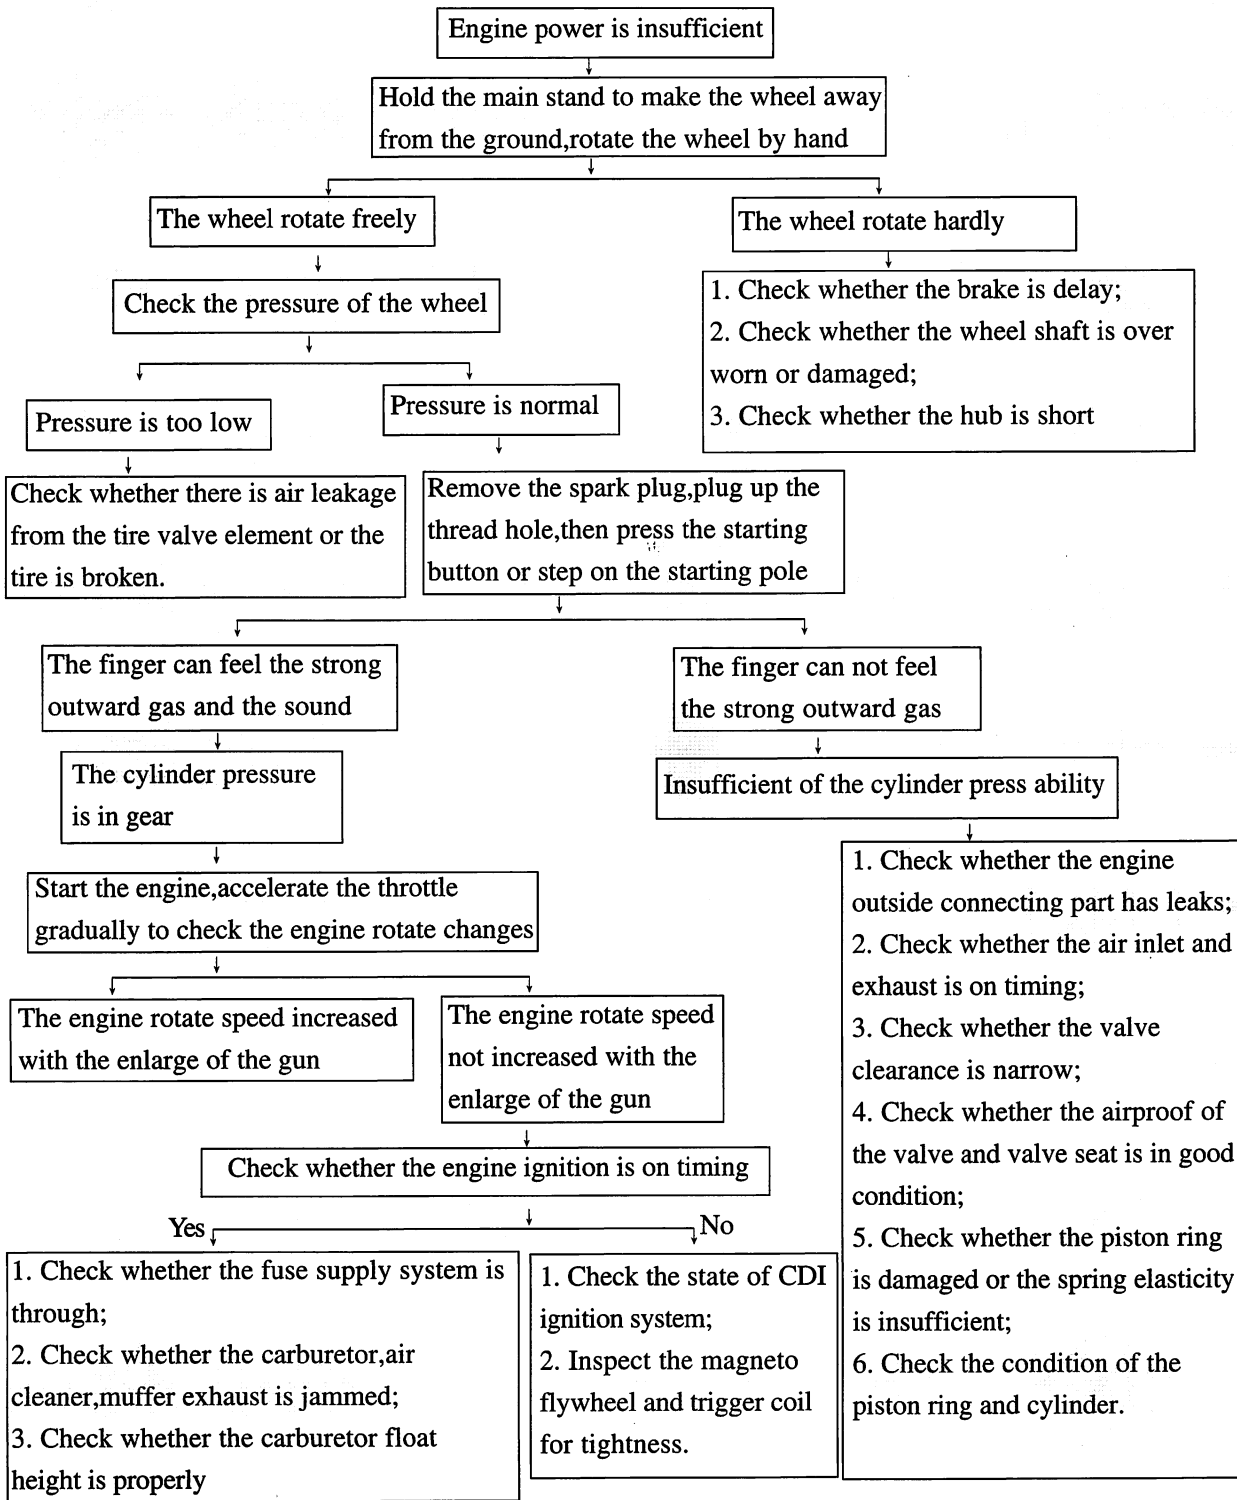 Engine power is insufficient
Hold the main stand to make the wheel away
from the ground,rotate the wheel by hand
The wheel rotate freely
The wheel rotate hardly
Check the pressure of the wheel
1. Check whether the brake is delay;
2. Check whether the wheel shaft is over
worn or damaged;
3. Check whether the hub is short
Pressure is too low
Pressure is normal
Check whether there is air leakage
from the tire valve element or the
tire is broken.
Remove the spark plug,plug up the
thread hole,then press the starting
button or step on the starting pole
The finger can feel the strong
outward gas and the sound
The finger can not feel
the strong outward gas
The cylinder pressure
is in gear
Insufficient of the cylinder press ability
Start the engine,accelerate the throttle
gradually to check the engine rotate changes
1. Check whether the engine
outside connecting part has leaks;
2. Check whether the air inlet and
exhaust is on timing;
3. Check whether the valve
clearance is narrow;
4. Check whether the airproof of
the valve and valve seat is in good
condition;
5. Check whether the piston ring
is damaged or the spring elasticity
is insufficient;
6. Check the condition of the
piston ring and cylinder.
The engine rotate speed increased
with the enlarge of the gun
The engine rotate speed
not increased with the
enlarge of the gun
Check whether the engine ignition is on timing
Yes
No
1. Check whether the fuse supply system is
through;
2. Check whether the carburetor,air
cleaner,muffer exhaust is jammed;
3. Check whether the carburetor float
height is properly
1. Check the state of CDI
ignition system;
2. Inspect the magneto
flywheel and trigger coil
for tightness.